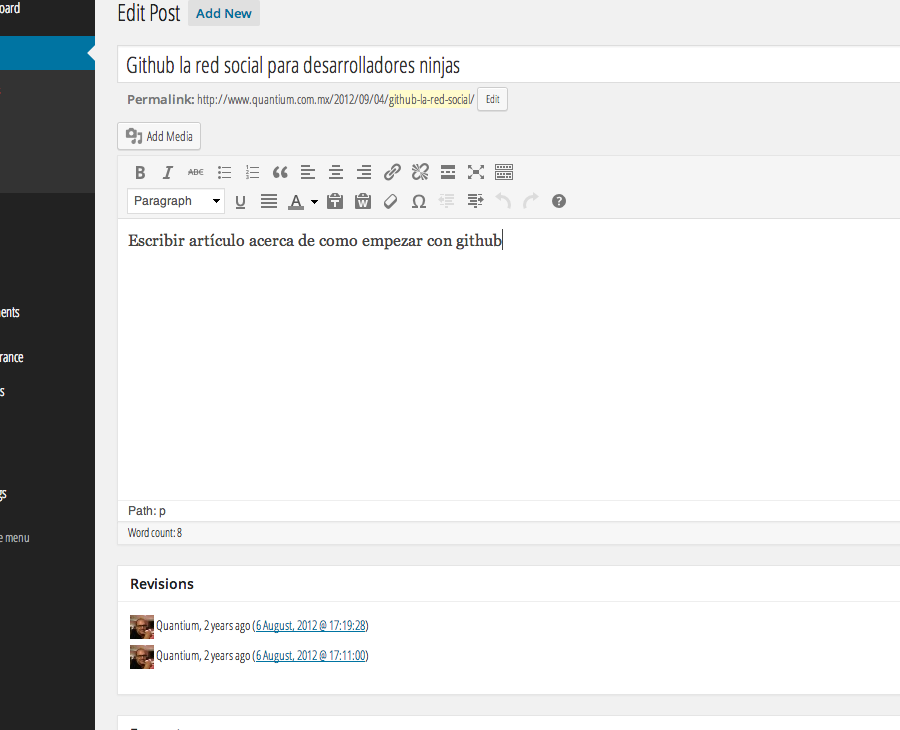 oard
Edit Post Add New
Github la red social para desarrolladores ninjas
Permalink: http://www.quantium.com.mx/2012/09/04/github-la-red-social/ Edit
Add Media
B I ABC
Paragraph U A T W Ω ?
Escribir artículo acerca de como empezar con github
ents
rance
s
gs
e menu
Path: p
Word count: 8
Revisions
Quantium, 2 years ago (6 August, 2012 @ 17:19:28)
Quantium, 2 years ago (6 August, 2012 @ 17:11:00)